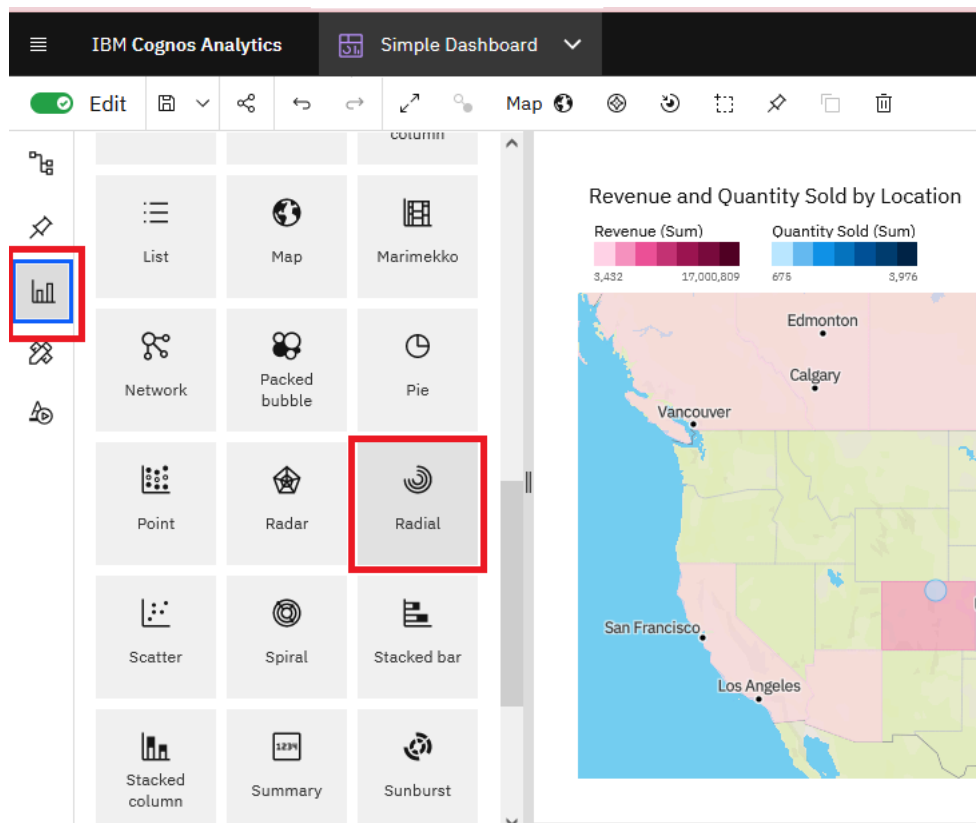 IBM Cognos Analytics
Simple Dashboard
Edit
Map
column
List
Map
Marimekko
Network
Packed
bubble
Pie
Point
Radar
Radial
Scatter
Spiral
Stacked bar
Stacked
column
1234
Summary
Sunburst
Revenue and Quantity Sold by Location
Revenue (Sum)
Quantity Sold (Sum)
3,432
17,000,809
675
3,976
Edmonton
Calgary
Vancouver
San Francisco
Los Angeles